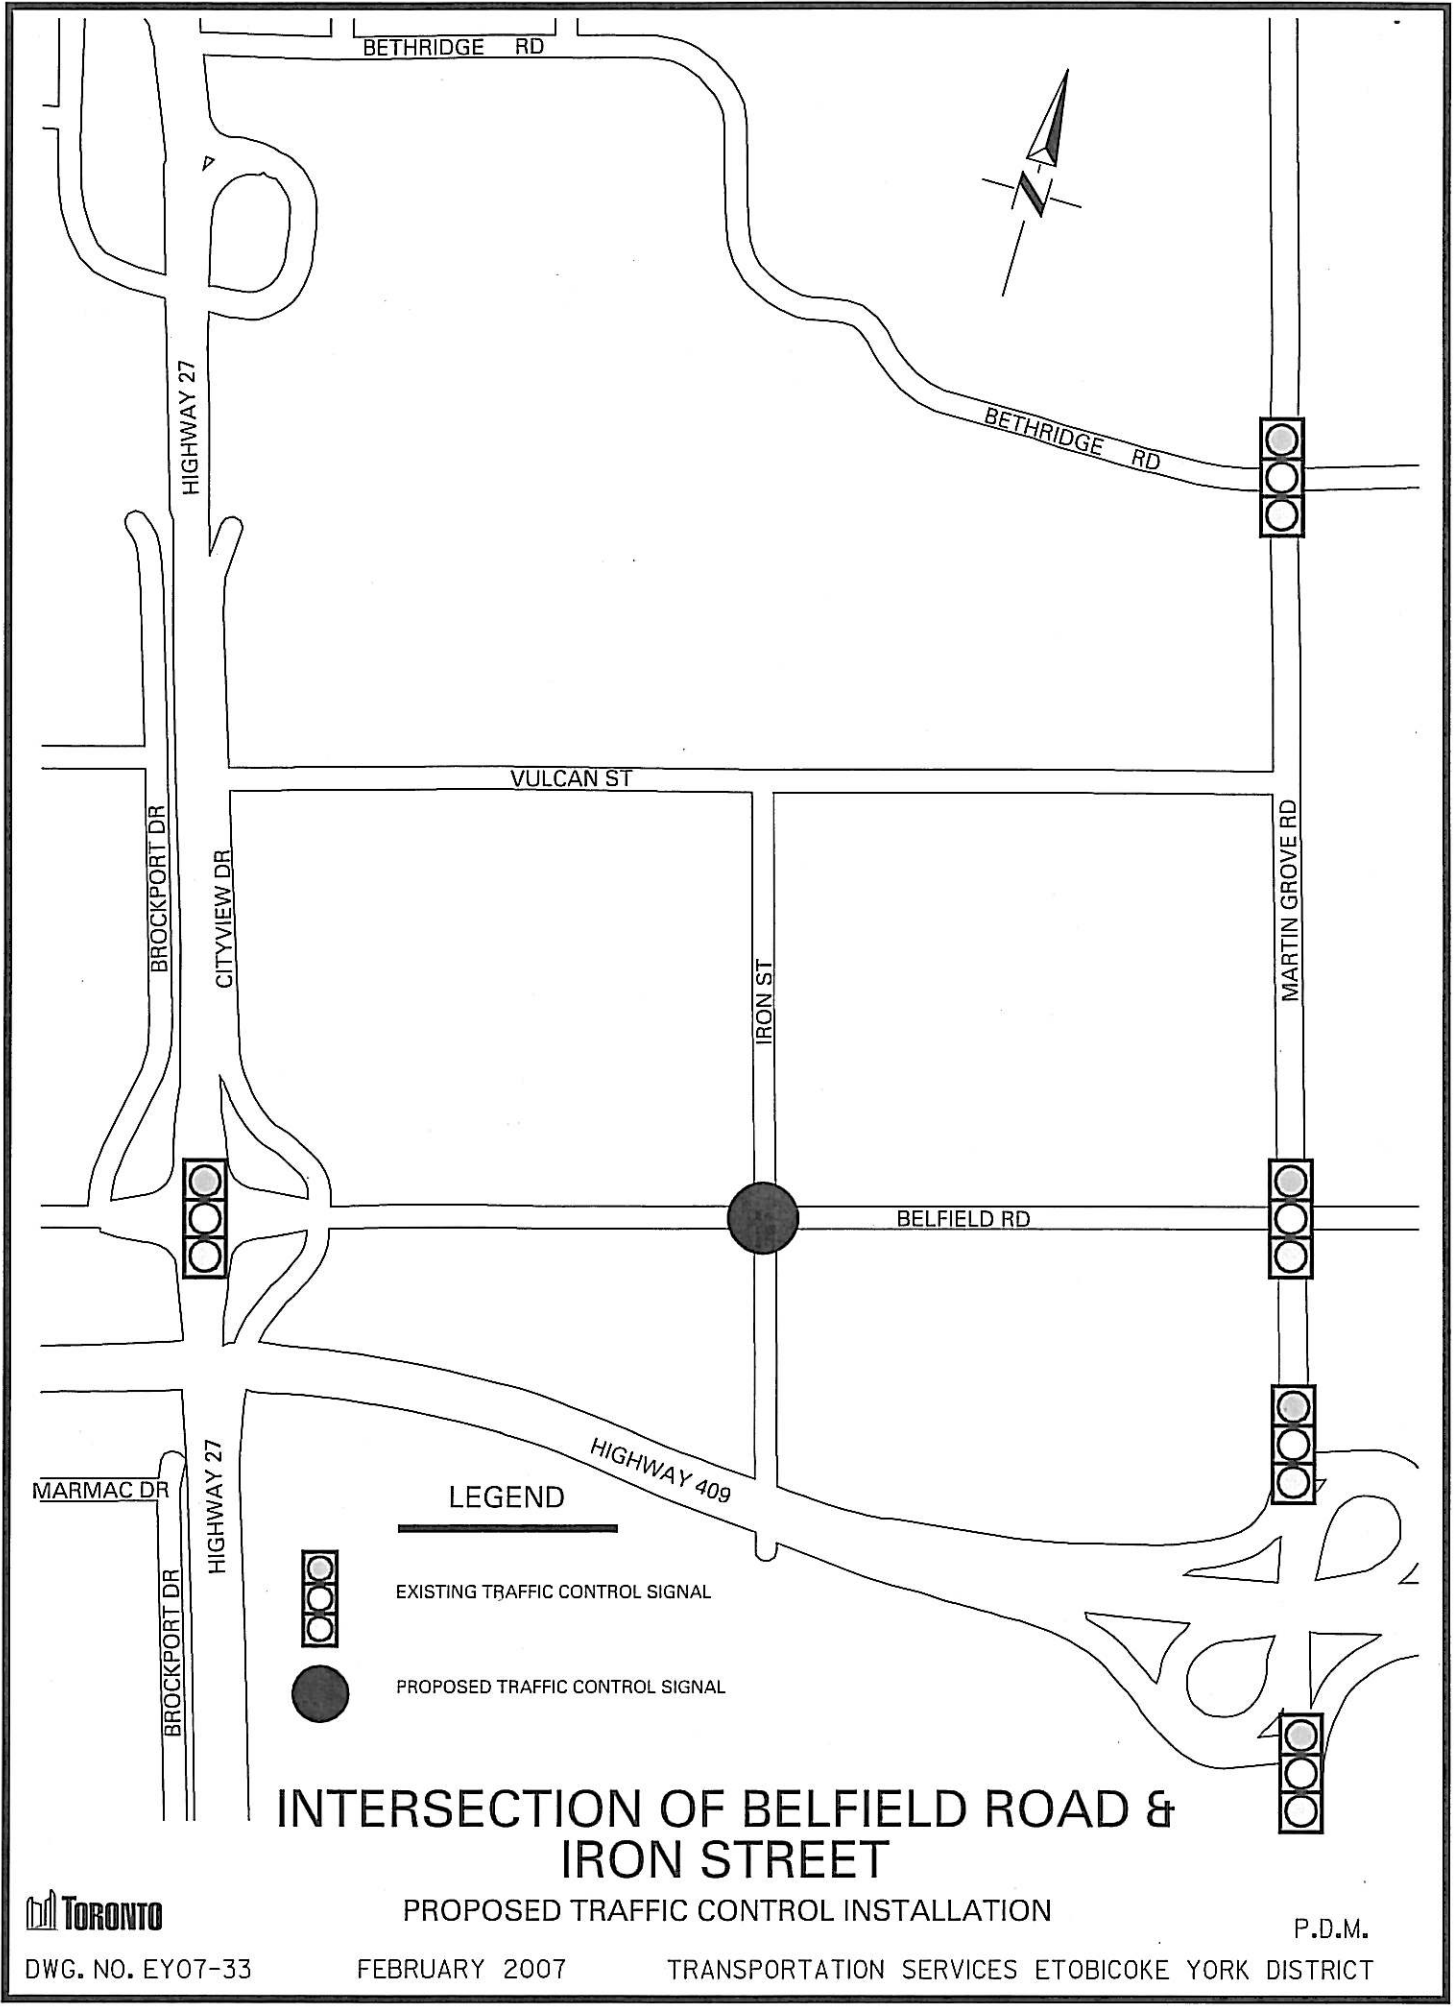 BETHRIDGE RD
N
HIGHWAY 27
BETHRIDGE RD
VULCAN ST
BROCKPORT DR
CITYVIEW DR
IRON ST
MARTIN GROVE RD
BELFIELD RD
HIGHWAY 409
MARMAC DR
HIGHWAY 27
BROCKPORT DR
LEGEND
EXISTING TRAFFIC CONTROL SIGNAL
PROPOSED TRAFFIC CONTROL SIGNAL
INTERSECTION OF BELFIELD ROAD &
IRON STREET
PROPOSED TRAFFIC CONTROL INSTALLATION
TORONTO
P.D.M.
DWG. NO. EY07-33 FEBRUARY 2007 TRANSPORTATION SERVICES ETOBICOKE YORK DISTRICT